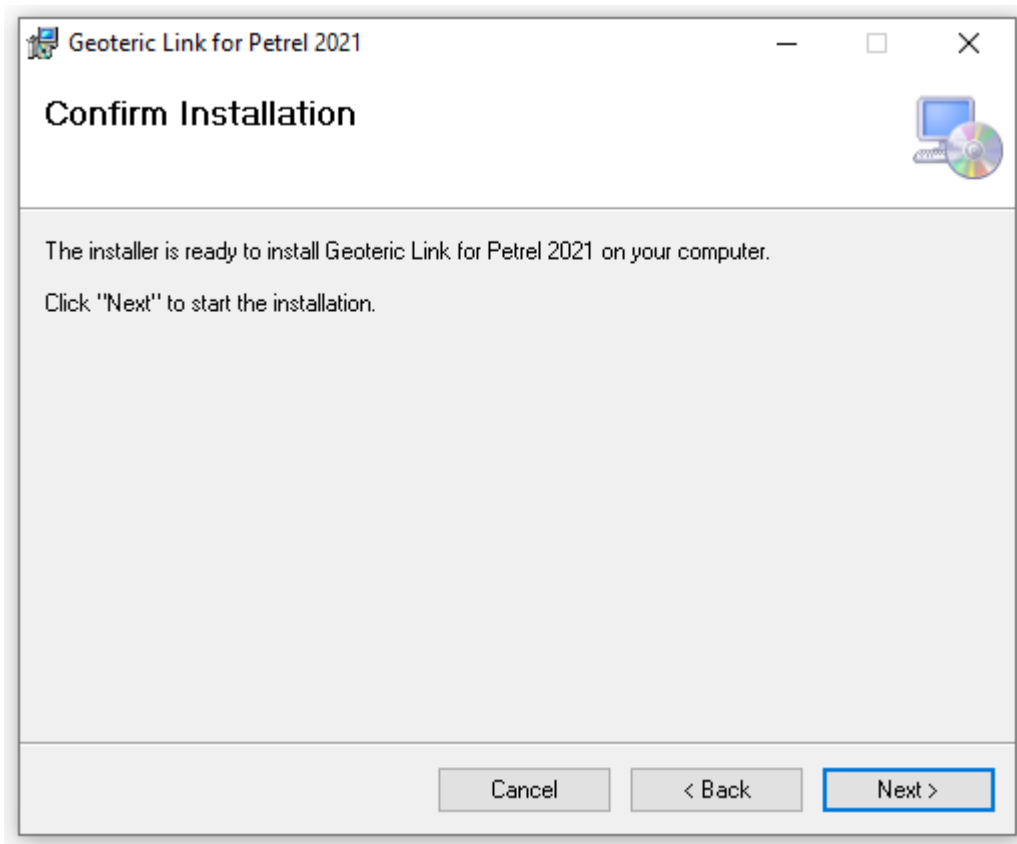 Geoteric Link for Petrel 2021
Confirm Installation
The installer is ready to install Geoteric Link for Petrel 2021 on your computer.
Click "Next" to start the installation.
Cancel
< Back
Next >